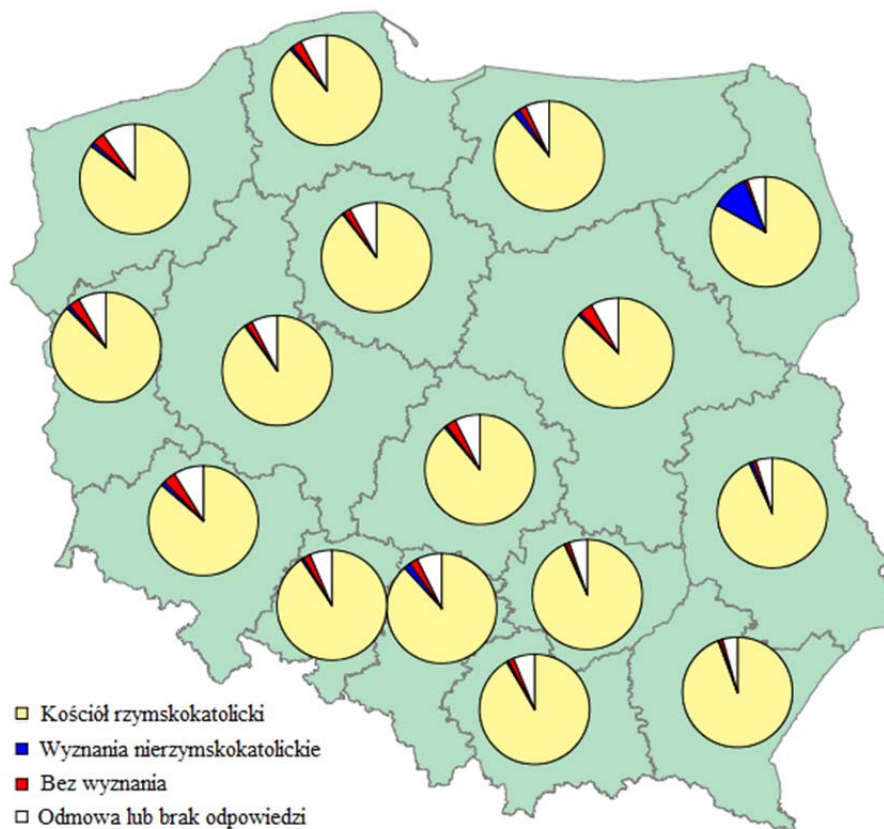 Kościół rzymskokatolicki
Wyznania nierzymskokatolickie
Bez wyznania
Odmowa lub brak odpowiedzi